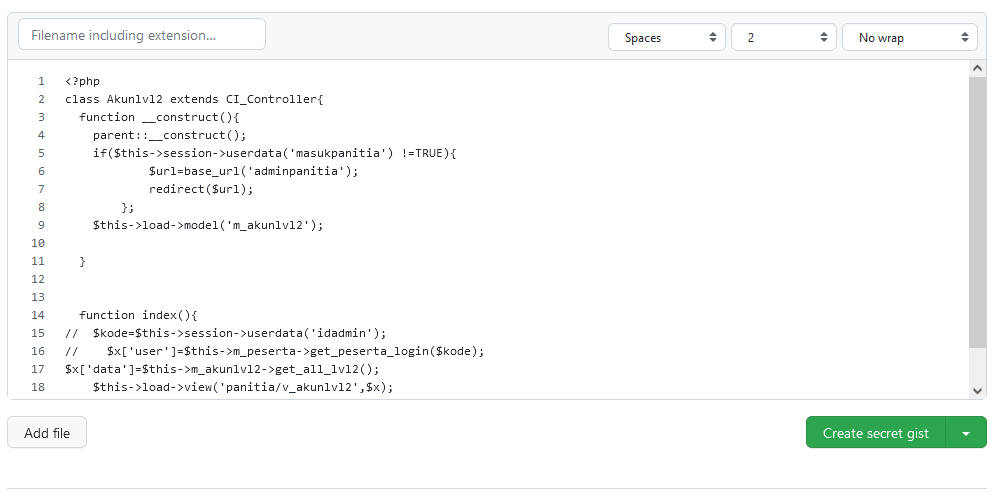 Filename including extension...
Spaces
2
No wrap
1 <?php
2 class Akunlvl2 extends CI_Controller{
3   function __construct(){
4     parent::__construct();
5     if($this->session->userdata('masukpanitia') !=TRUE){
6             $url=base_url('adminpanitia');
7             redirect($url);
8         };
9     $this->load->model('m_akunlvl2');
10
11   }
12
13
14   function index(){
15 //  $kode=$this->session->userdata('idadmin');
16 //    $x['user']=$this->m_peserta->get_peserta_login($kode);
17 $x['data']=$this->m_akunlvl2->get_all_lvl2();
18     $this->load->view('panitia/v_akunlvl2',$x);
Add file
Create secret gist